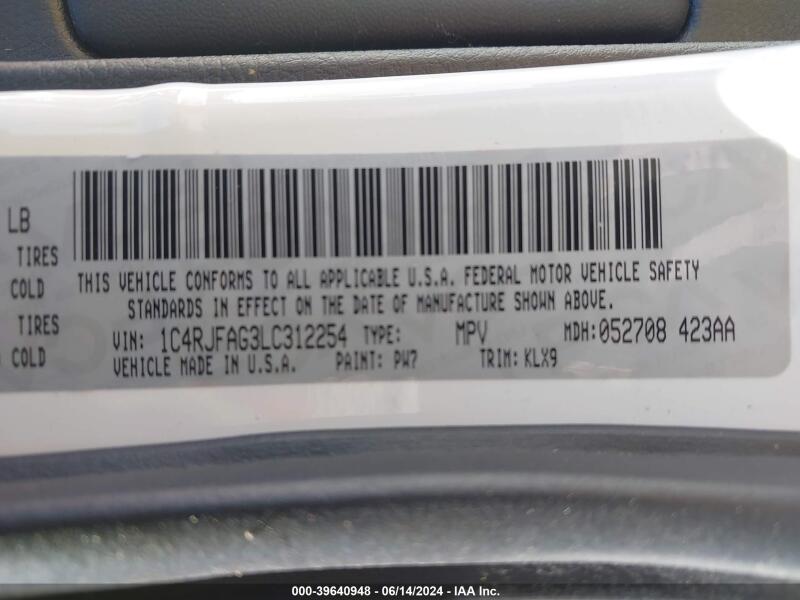 LB
TIRES
COLD
TIRES
COLD
THIS VEHICLE CONFORMS TO ALL APPLICABLE U.S.A. FEDERAL MOTOR VEHICLE SAFETY
STANDARDS IN EFFECT ON THE DATE OF MANUFACTURE SHOWN ABOVE.
VIN: 1C4RJFAG3LC312254 TYPE: MPV MDH:052708 423AA
VEHICLE MADE IN U.S.A. PAINT: PW7 TRIM: KLX9
000-39640948 - 06/14/2024 - IAA Inc.